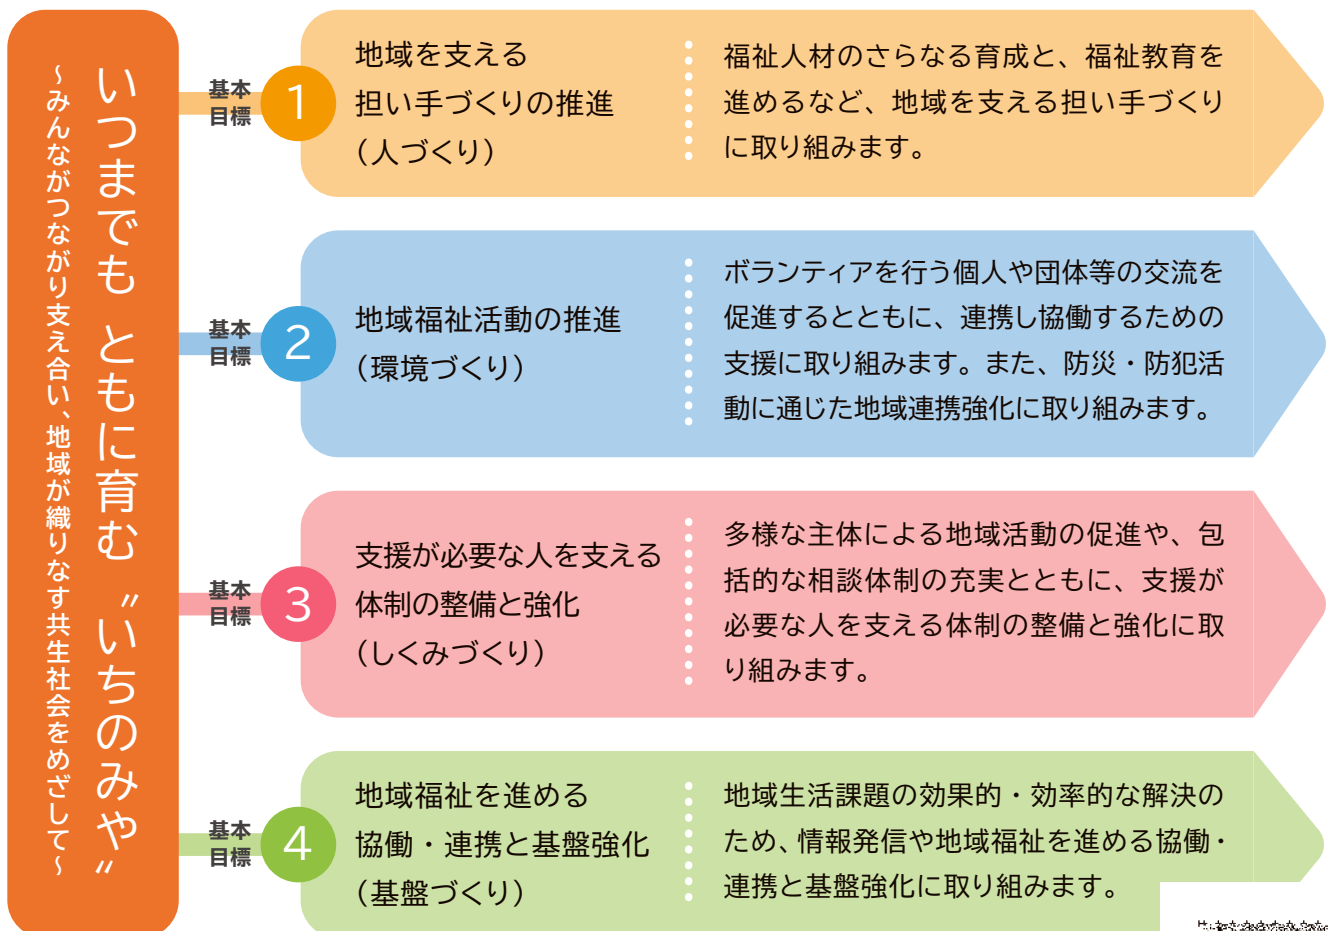 いつまでも ともに育む〝いちのみや〟
～みんながつながり支え合い、地域が織りなす共生社会をめざして～
基本
目標
1
地域を支える
担い手づくりの推進
（人づくり）
福祉人材のさらなる育成と、福祉教育を
進めるなど、地域を支える担い手づくり
に取り組みます。
基本
目標
2
地域福祉活動の推進
（環境づくり）
ボランティアを行う個人や団体等の交流を
促進するとともに、連携し協働するための
支援に取り組みます。また、防災・防犯活
動に通じた地域連携強化に取り組みます。
基本
目標
3
支援が必要な人を支える
体制の整備と強化
（しくみづくり）
多様な主体による地域活動の促進や、包
括的な相談体制の充実とともに、支援が
必要な人を支える体制の整備と強化に取
り組みます。
基本
目標
4
地域福祉を進める
協働・連携と基盤強化
（基盤づくり）
地域生活課題の効果的・効率的な解決の
ため、情報発信や地域福祉を進める協働・
連携と基盤強化に取り組みます。